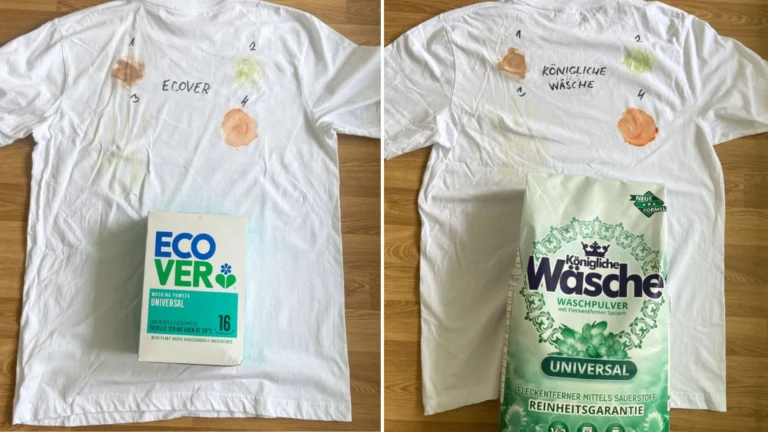 1
2
ECOVER
3
4
ECO
VER
WASHING POWDER
UNIVERSAL
16
1
2
KÖNIGLICHE
WÄSCHE
3
4
NEUE
FORMEL
Königliche
Wäsche
WASCHPULVER
mit Fleckentferner System
UNIVERSAL
FLECKENTFERNER MITTELS SAUERSTOFF
REINHEITSGARANTIE